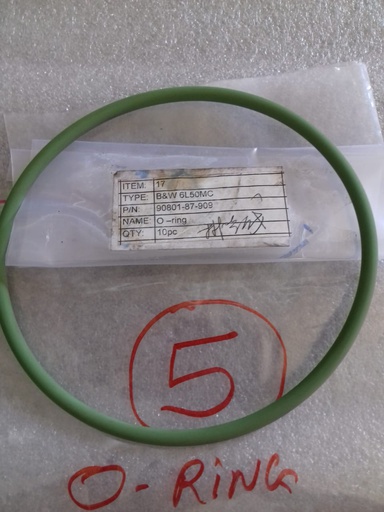 ITEM: 17
TYPE: B&W 6L50MC
P/N: 90801-87-909
NAME: O -ring
QTY: 10pc
5
O-RING